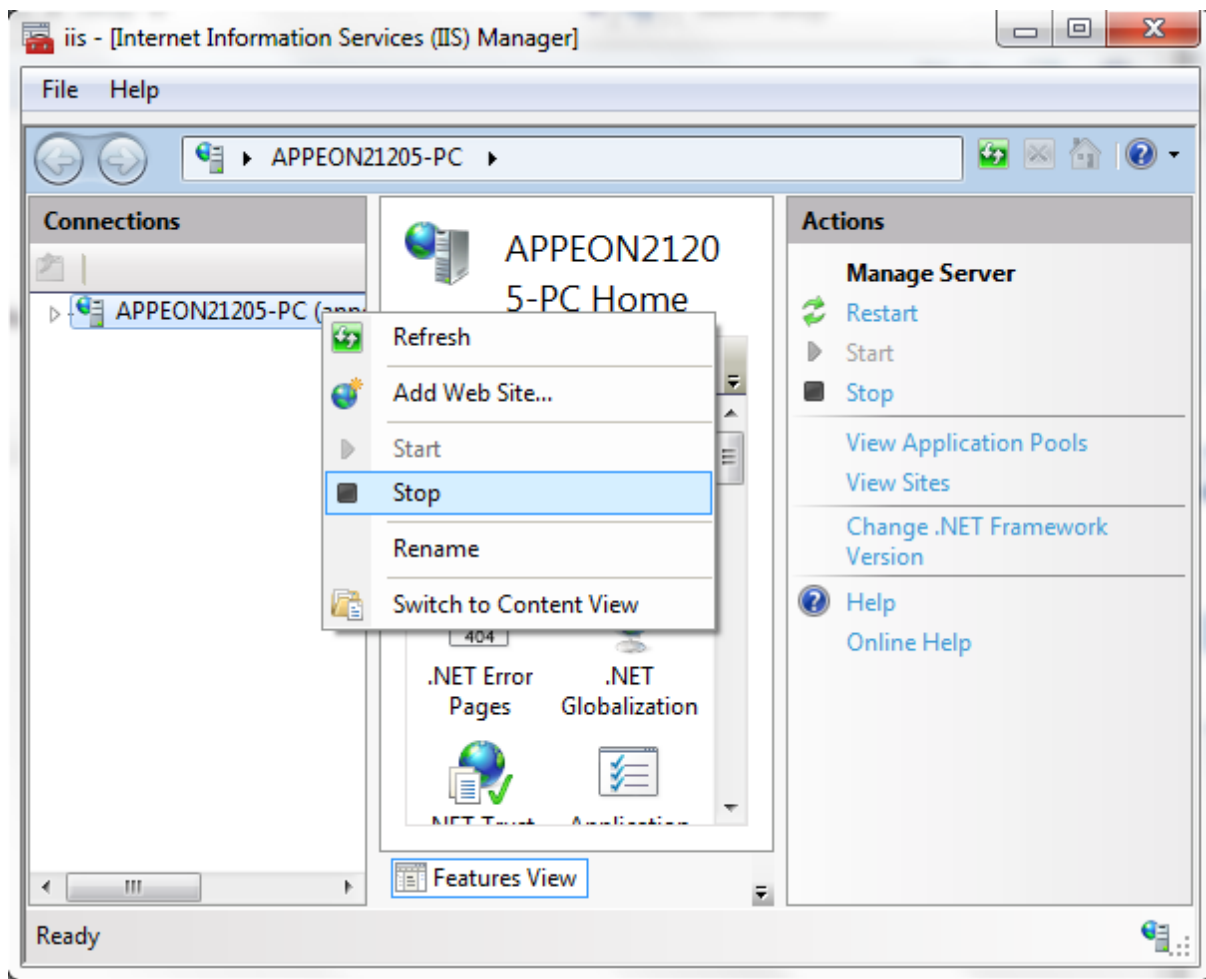 iis - [Internet Information Services (IIS) Manager]
File Help
APPEON21205-PC
Connections
APPEON21205-PC
APPEON2120
5-PC Home
Refresh
Add Web Site...
Start
Stop
Rename
Switch to Content View
404
.NET Error
Pages
.NET
Globalization
Features View
Actions
Manage Server
Restart
Start
Stop
View Application Pools
View Sites
Change .NET Framework
Version
Help
Online Help
Ready